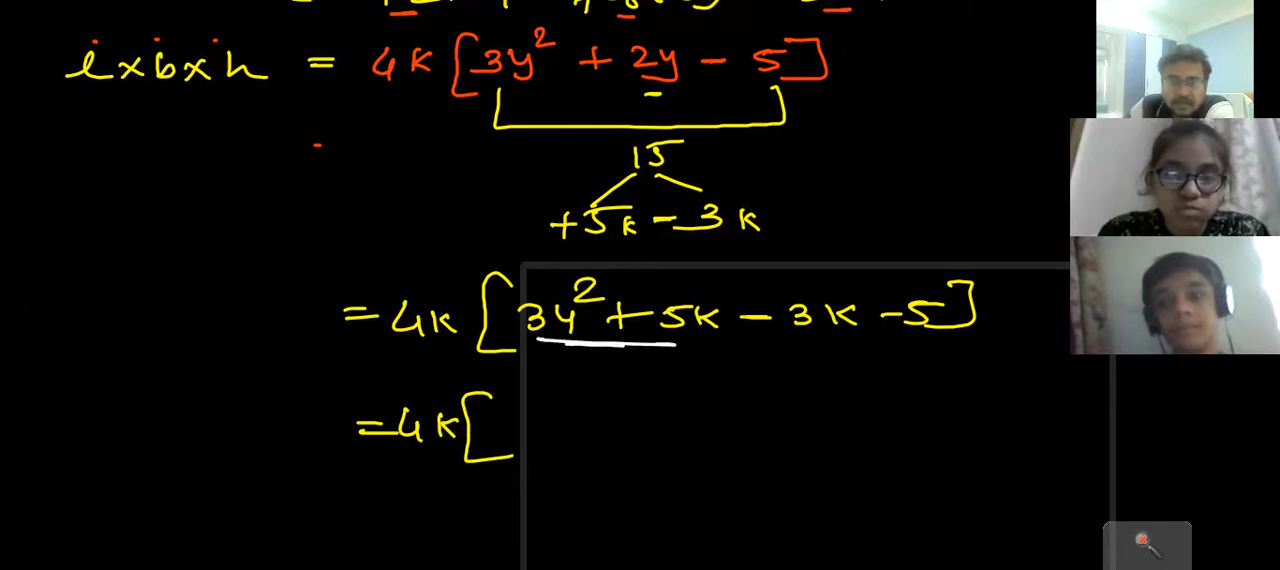 l×b×h = 4k[3y² + 2y - 5]
15
+5k - 3k
= 4k [3y² + 5k - 3k - 5]
= 4k[